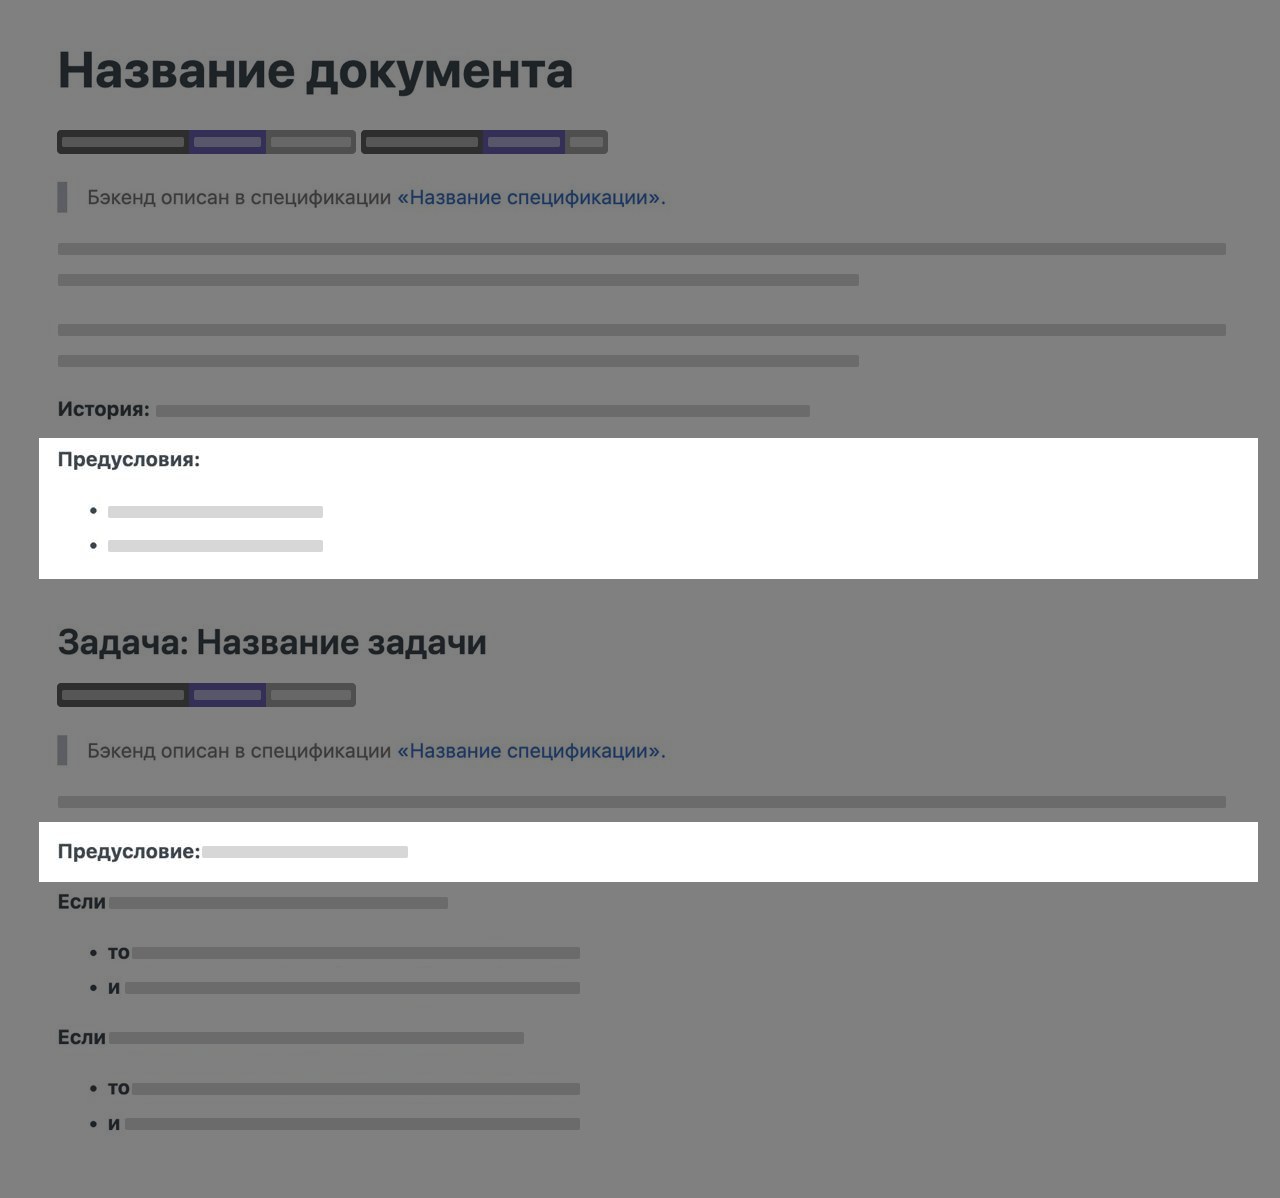 Название документа
Бэкенд описан в спецификации «Название спецификации».
История:
Предусловия:
Задача: Название задачи
Бэкенд описан в спецификации «Название спецификации».
Предусловие:
Если
• то
• и
Если
• то
• и